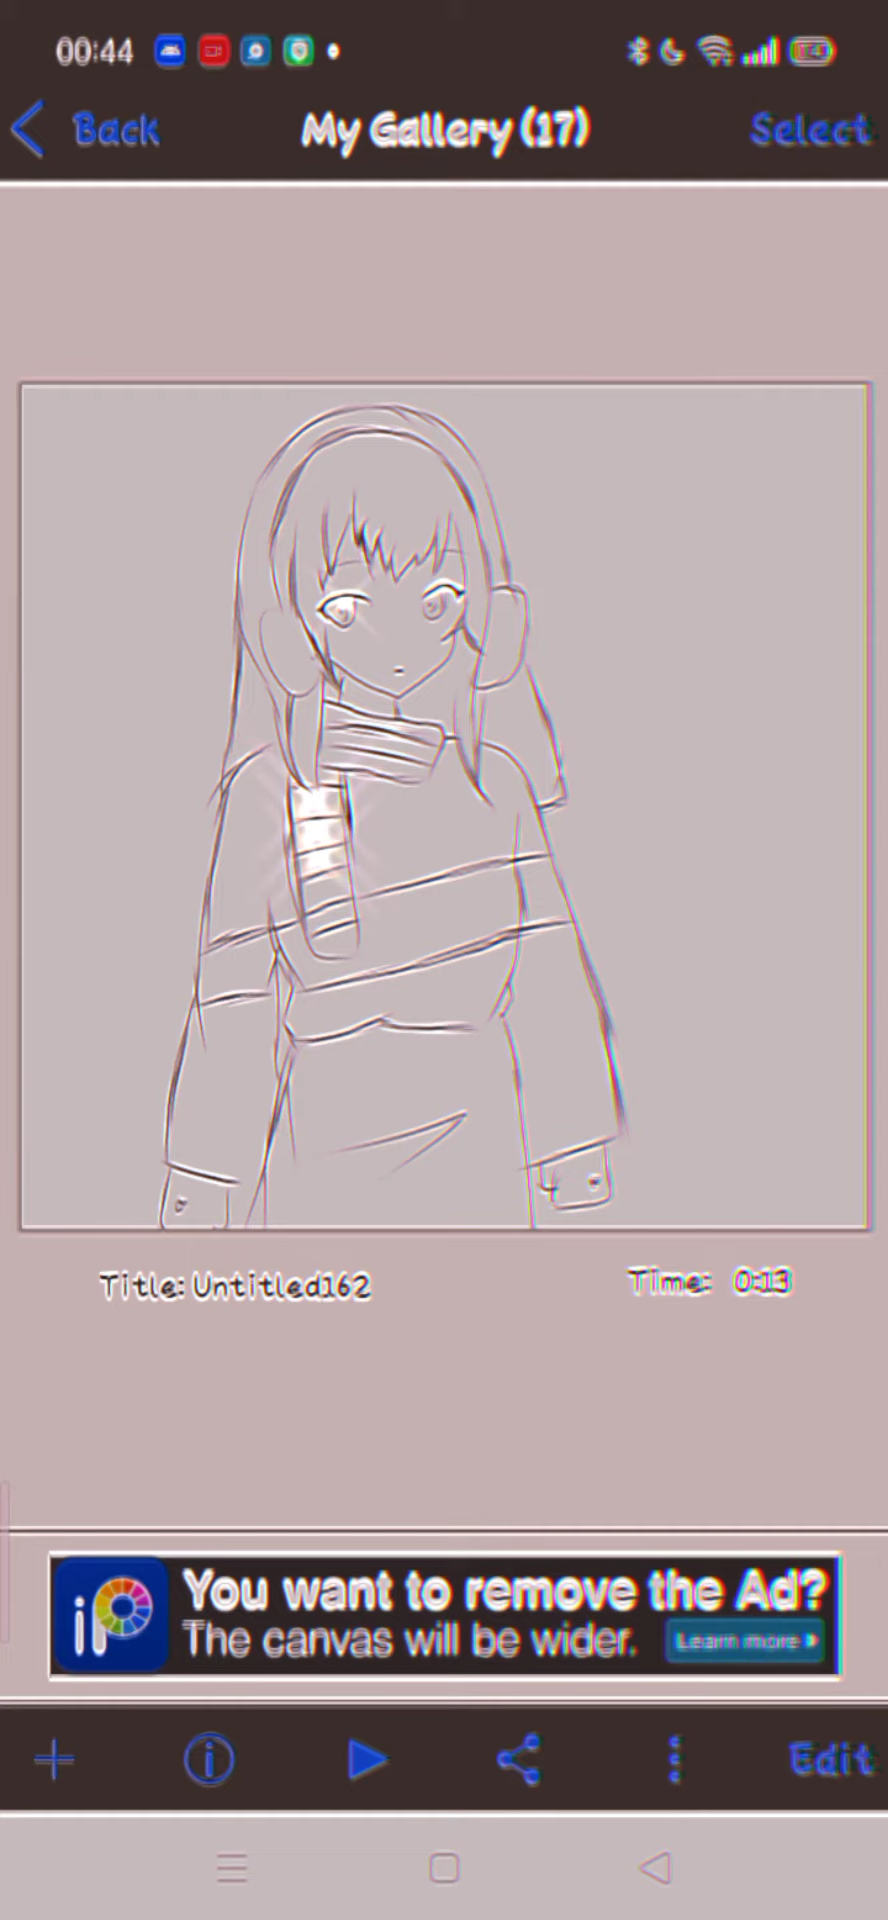 00:44
Back My Gallery (17) Select
Title: Untitled162 Time: 0:13
iP You want to remove the Ad?
The canvas will be wider. Learn more
Edit